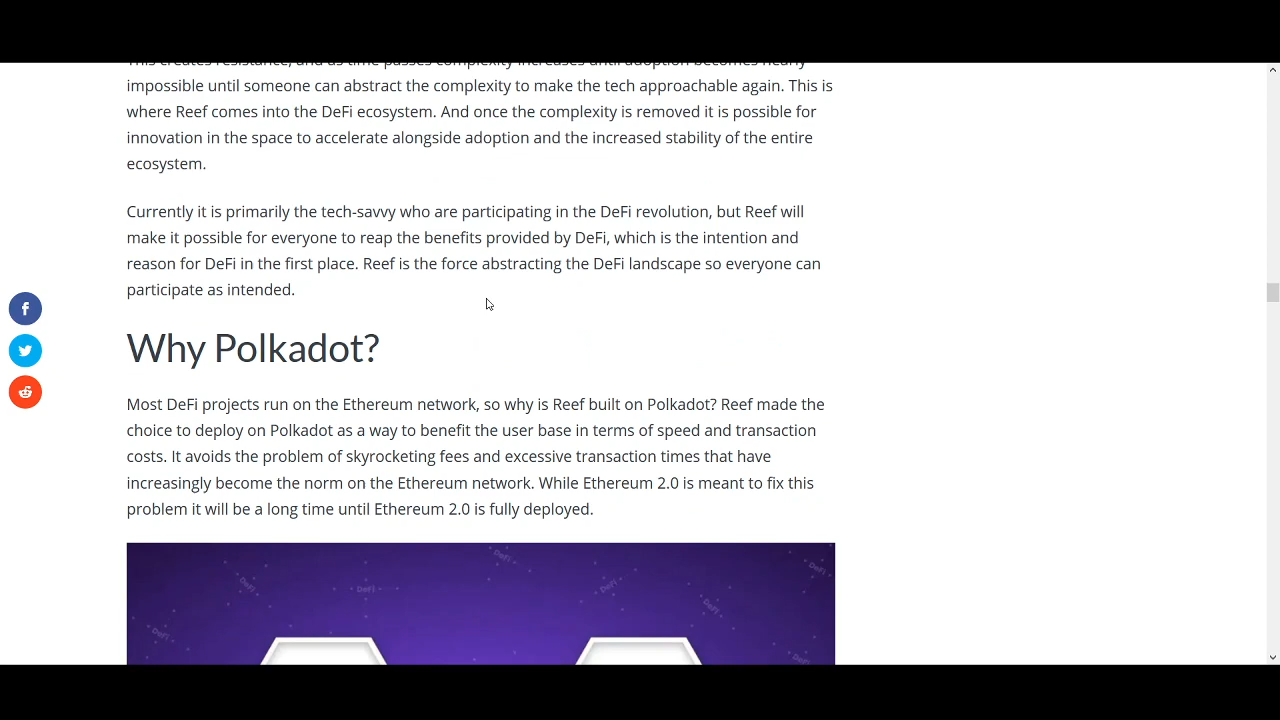 This creates resistance, and as time passes complexity increases until adoption becomes nearly
impossible until someone can abstract the complexity to make the tech approachable again. This is
where Reef comes into the DeFi ecosystem. And once the complexity is removed it is possible for
innovation in the space to accelerate alongside adoption and the increased stability of the entire
ecosystem.
Currently it is primarily the tech-savvy who are participating in the DeFi revolution, but Reef will
make it possible for everyone to reap the benefits provided by DeFi, which is the intention and
reason for DeFi in the first place. Reef is the force abstracting the DeFi landscape so everyone can
participate as intended.
Why Polkadot?
Most DeFi projects run on the Ethereum network, so why is Reef built on Polkadot? Reef made the
choice to deploy on Polkadot as a way to benefit the user base in terms of speed and transaction
costs. It avoids the problem of skyrocketing fees and excessive transaction times that have
increasingly become the norm on the Ethereum network. While Ethereum 2.0 is meant to fix this
problem it will be a long time until Ethereum 2.0 is fully deployed.
DeFi
DeFi
DeFi
DeFi
DeFi
DeFi
DeFi
DeFi